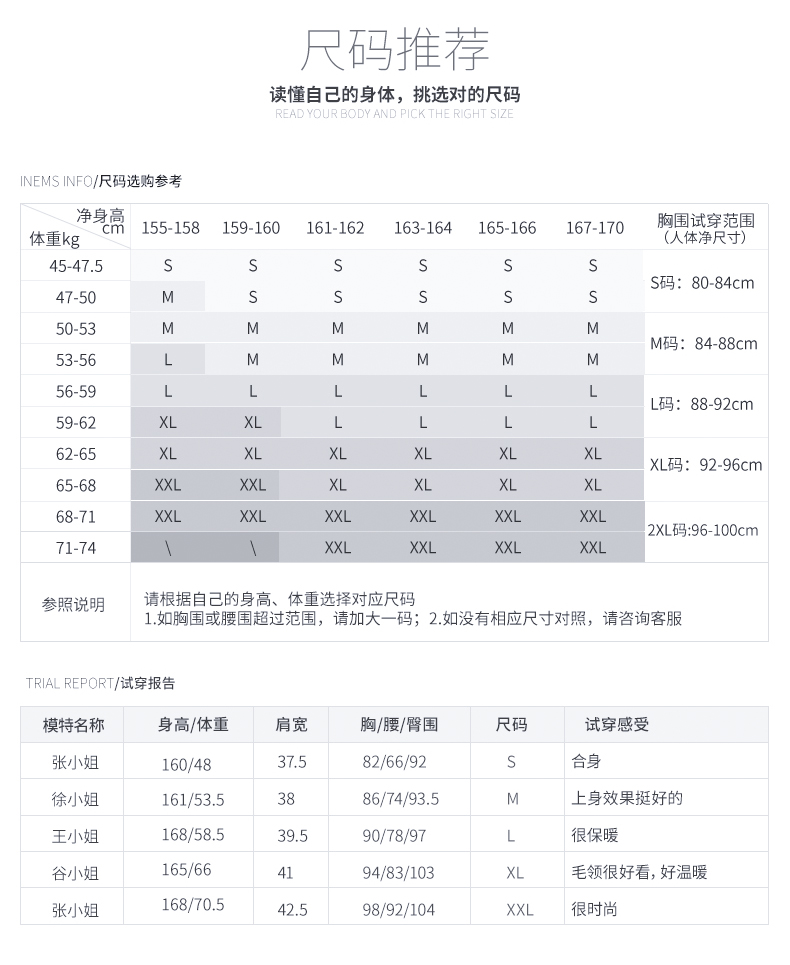 尺码推荐
读懂自己的身体，挑选对的尺码
READ YOUR BODY AND PICK THE RIGHT SIZE
INEMS INFO/尺码选购参考
净身高cm 体重kg 155-158 159-160 161-162 163-164 165-166 167-170 胸围试穿范围（人体净尺寸）
45-47.5 S S S S S S
S码：80-84cm
47-50 M S S S S S
50-53 M M M M M M
M码：84-88cm
53-56 L M M M M M
56-59 L L L L L L
L码：88-92cm
59-62 XL XL L L L L
62-65 XL XL XL XL XL XL
XL码：92-96cm
65-68 XXL XXL XL XL XL XL
68-71 XXL XXL XXL XXL XXL XXL
2XL码:96-100cm
71-74 \ \ XXL XXL XXL XXL
参照说明
请根据自己的身高、体重选择对应尺码
1.如胸围或腰围超过范围，请加大一码；2.如没有相应尺寸对照，请咨询客服
TRIAL REPORT/试穿报告
模特名称 身高/体重 肩宽 胸/腰/臀围 尺码 试穿感受
张小姐 160/48 37.5 82/66/92 S 合身
徐小姐 161/53.5 38 86/74/93.5 M 上身效果挺好的
王小姐 168/58.5 39.5 90/78/97 L 很保暖
谷小姐 165/66 41 94/83/103 XL 毛领很好看，好温暖
张小姐 168/70.5 42.5 98/92/104 XXL 很时尚